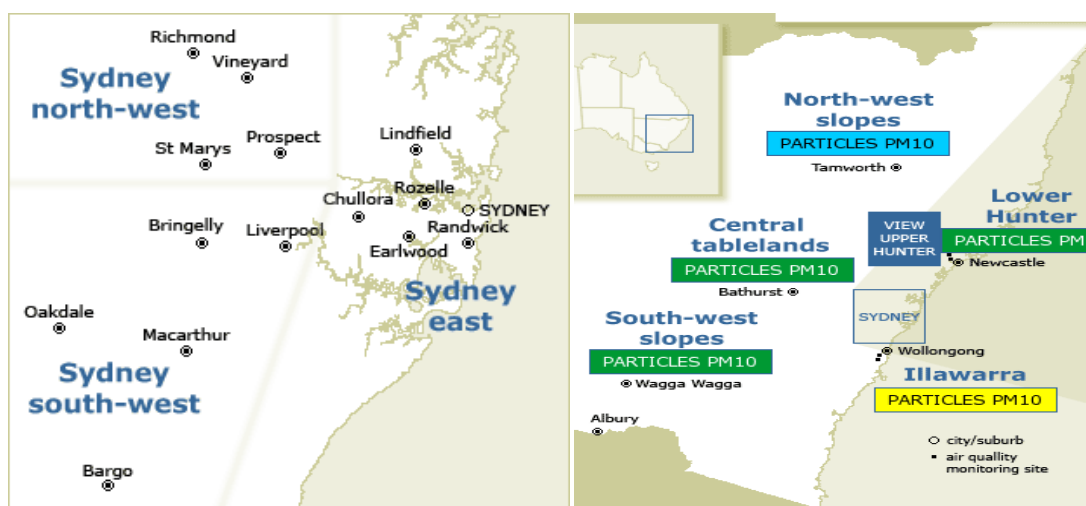 Richmond
Vineyard
Sydney
north-west
Prospect
St Marys
Lindfield
Rozelle
Chullora
SYDNEY
Bringelly
Liverpool
Randwick
Earlwood
Sydney
east
Oakdale
Macarthur
Sydney
south-west
Bargo
North-west
slopes
PARTICLES PM10
Tamworth
Lower
Hunter
VIEW
UPPER
HUNTER
PARTICLES PM
Newcastle
Central
tablelands
PARTICLES PM10
Bathurst
SYDNEY
South-west
slopes
PARTICLES PM10
Wagga Wagga
Wollongong
Illawarra
PARTICLES PM10
Albury
city/suburb
air quallity
monitoring site